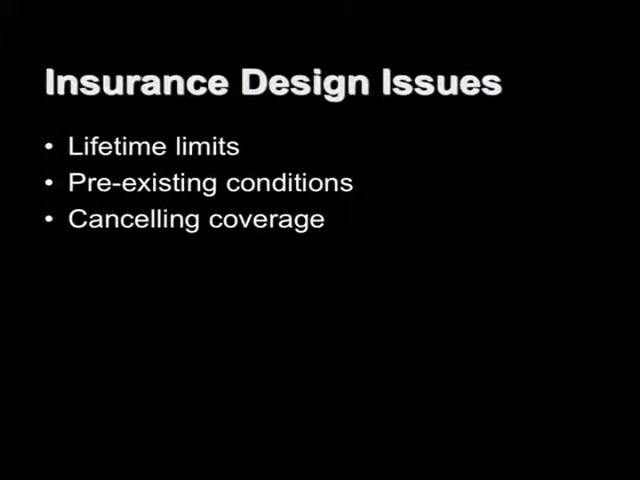 Insurance Design Issues
• Lifetime limits
• Pre-existing conditions
• Cancelling coverage